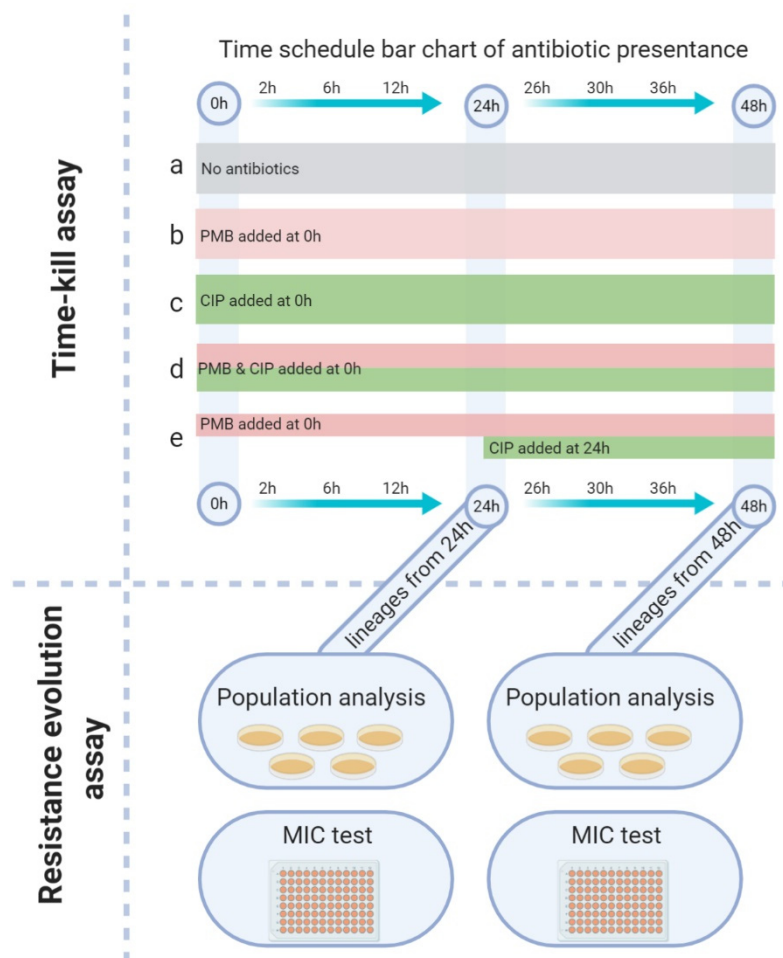 Time schedule bar chart of antibiotic presentance
0h 2h 6h 12h 24h 26h 30h 36h 48h
Time-kill assay
a No antibiotics
b PMB added at 0h
c CIP added at 0h
d PMB & CIP added at 0h
e PMB added at 0h
CIP added at 24h
0h 2h 6h 12h 24h 26h 30h 36h 48h
lineages from 24h
lineages from 48h
Resistance evolution
assay
Population analysis
Population analysis
MIC test
MIC test